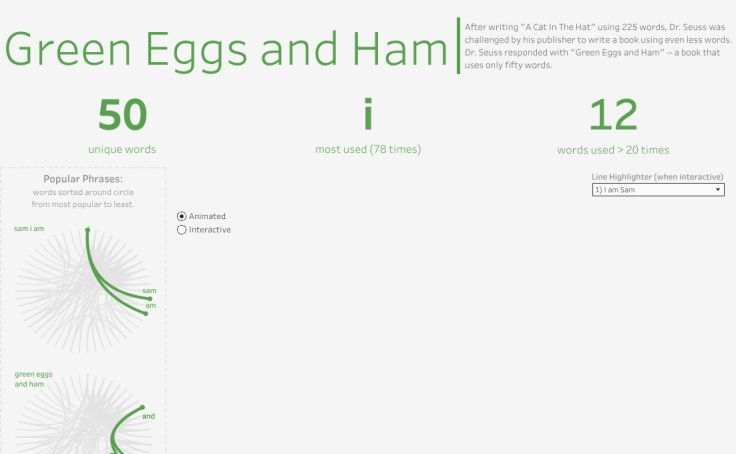 Green Eggs and Ham
After writing "A Cat In The Hat" using 225 words, Dr. Seuss was
challenged by his publisher to write a book using even less words.
Dr. Seuss responded with "Green Eggs and Ham" -- a book that
uses only fifty words.
50
unique words
i
most used (78 times)
12
words used > 20 times
Popular Phrases:
words sorted around circle
from most popular to least.
Line Highlighter (when interactive)
1) I am Sam
Animated
Interactive
sam i am
sam
am
green eggs
and ham
and